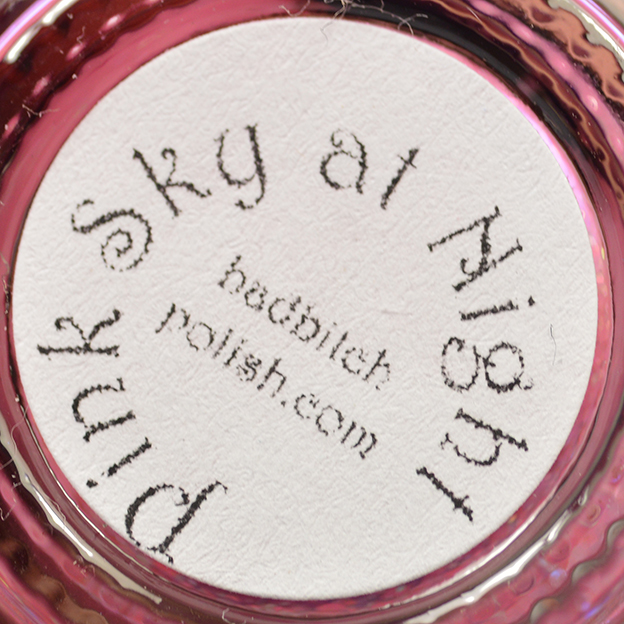 pink Sky at Night
badbitch
polish.com